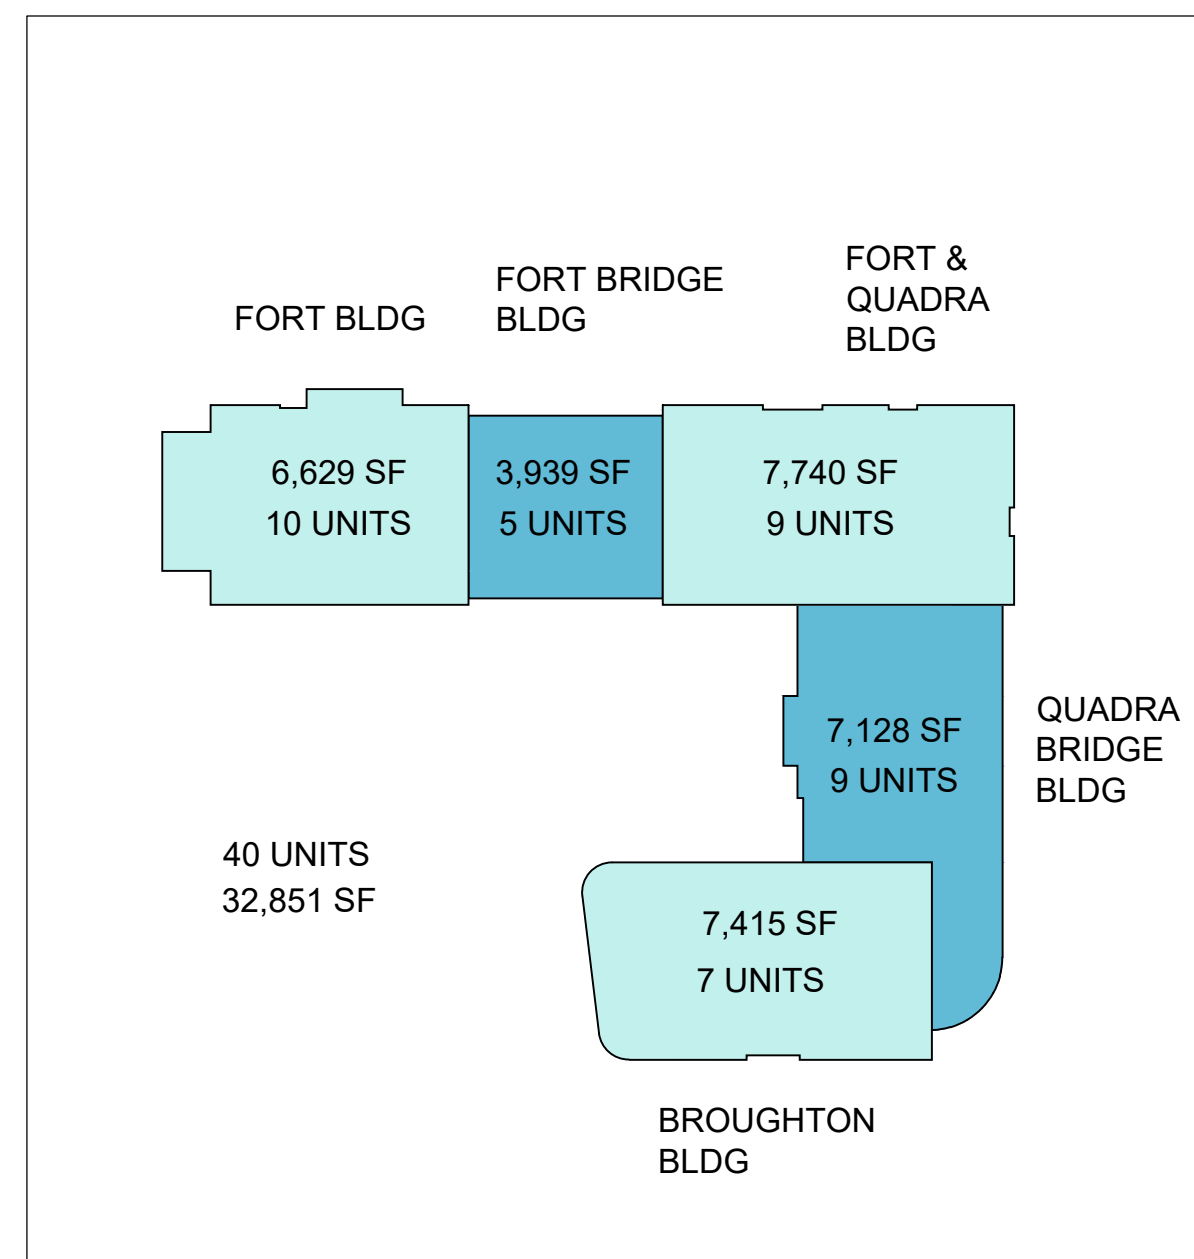 FORT BLDG
FORT BRIDGE
BLDG
FORT &
QUADRA
BLDG
6,629 SF
10 UNITS
3,939 SF
5 UNITS
7,740 SF
9 UNITS
7,128 SF
9 UNITS
QUADRA
BRIDGE
BLDG
40 UNITS
32,851 SF
7,415 SF
7 UNITS
BROUGHTON
BLDG